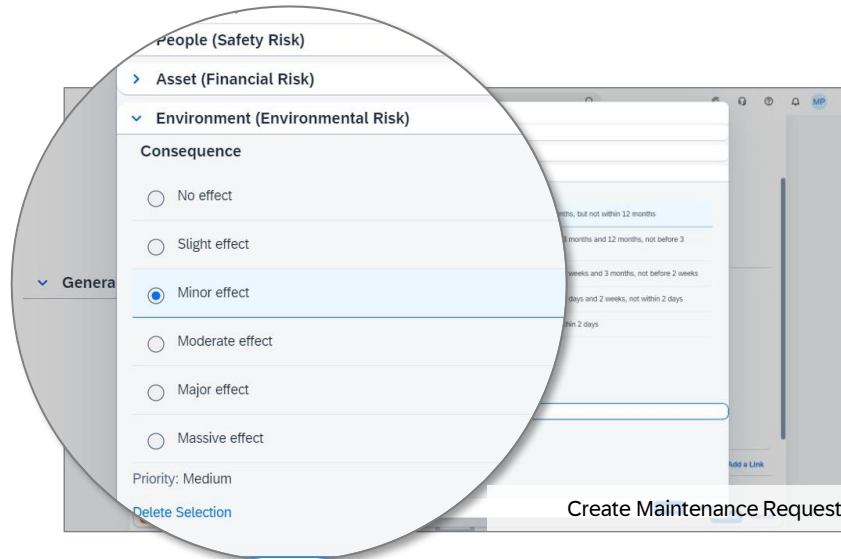 People (Safety Risk)
Asset (Financial Risk)
Environment (Environmental Risk)
Consequence
No effect
Slight effect
Minor effect
Moderate effect
Major effect
Massive effect
Priority: Medium
Delete Selection
Genera
MP
but not within 12 months
months and 12 months, not before 3
weeks and 3 months, not before 2 weeks
days and 2 weeks, not within 2 days
2 days
Add a Link
Create Maintenance Request